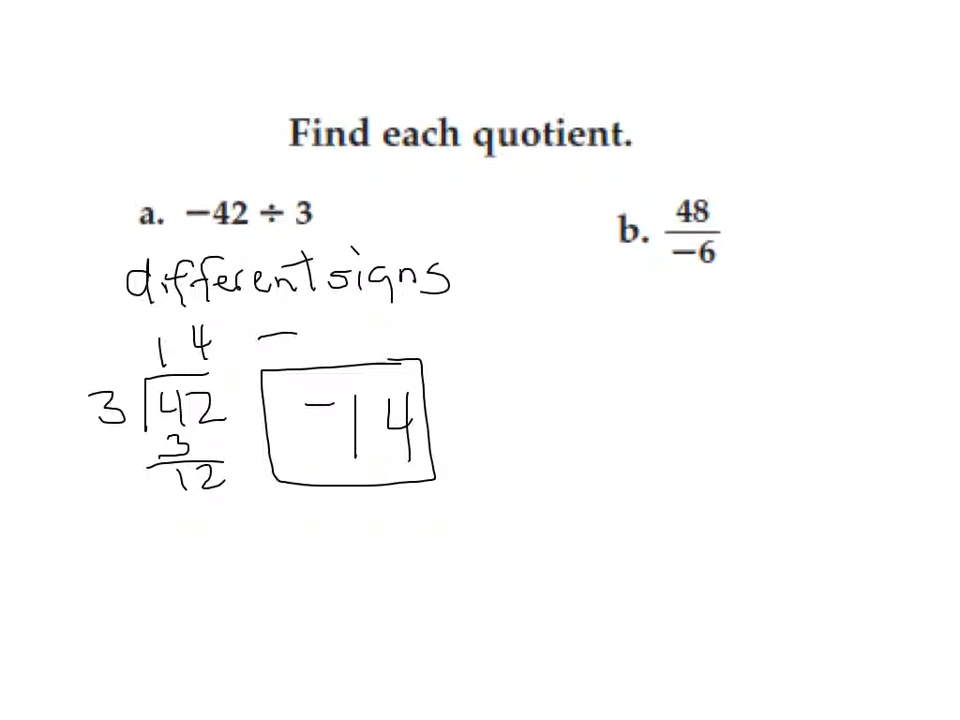 Find each quotient.
a. −42 ÷ 3
b. 48
−6
different signs
14 −
3 42
3
12
−14